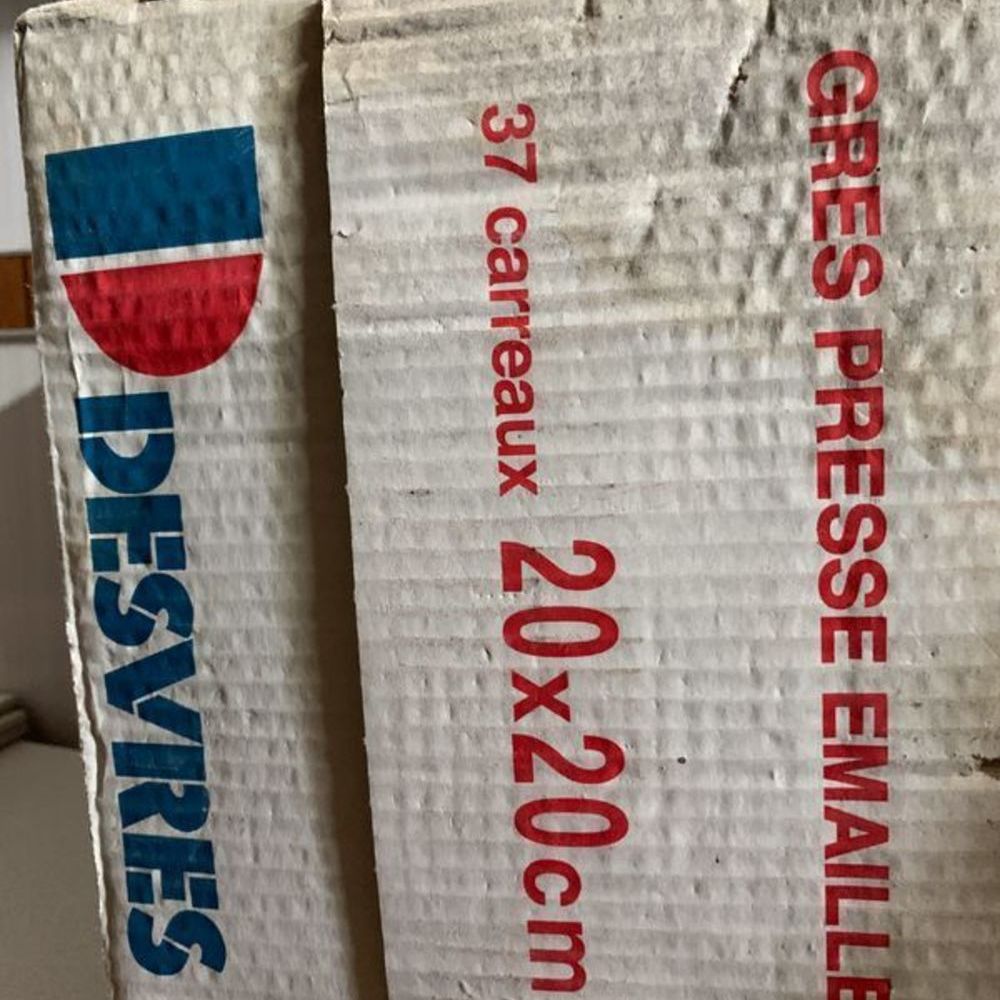 GRES PRESSE EMAILLE
37 carreaux 20x20cm
DESVRES